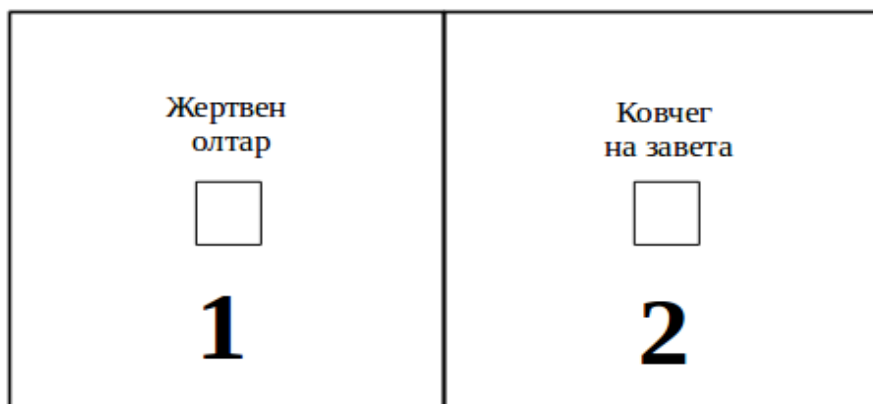 Жертвен
олтар
1
Ковчег
на завета
2